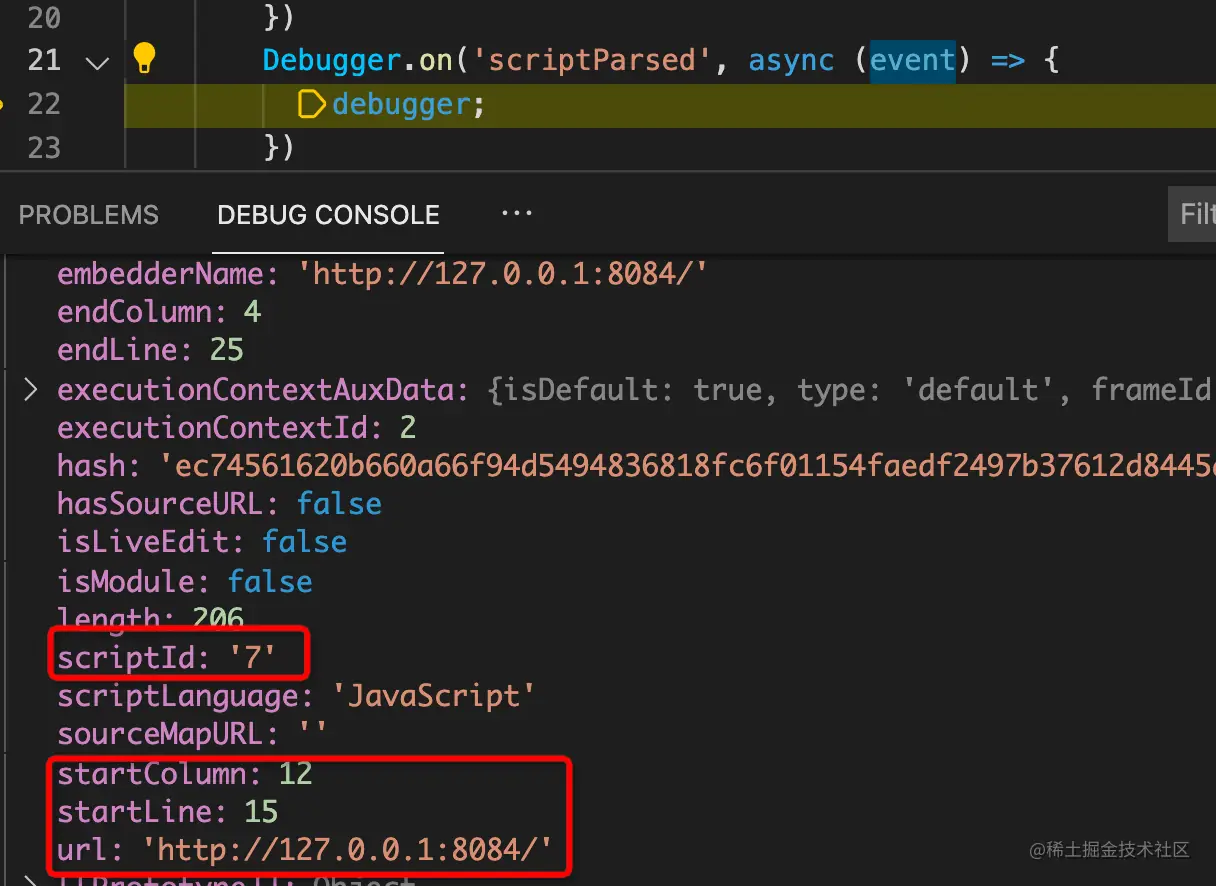 20 })
21 Debugger.on('scriptParsed', async (event) => {
22 debugger;
23 })
PROBLEMS DEBUG CONSOLE ··· Filt
embedderName: 'http://127.0.0.1:8084/'
endColumn: 4
endLine: 25
executionContextAuxData: {isDefault: true, type: 'default', frameId
executionContextId: 2
hash: 'ec74561620b660a66f94d5494836818fc6f01154faedf2497b37612d8445
hasSourceURL: false
isLiveEdit: false
isModule: false
length: 206
scriptId: '7'
scriptLanguage: 'JavaScript'
sourceMapURL: ''
startColumn: 12
startLine: 15
url: 'http://127.0.0.1:8084/'
[[Prototype]]: Object
@稀土掘金技术社区